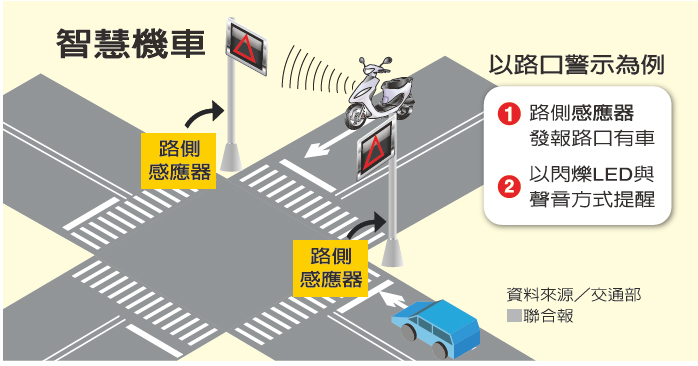 智慧機車
以路口警示為例
1 路側感應器
發報路口有車
2 以閃爍LED與
聲音方式提醒
路側
感應器
路側
感應器
資料來源／交通部
聯合報